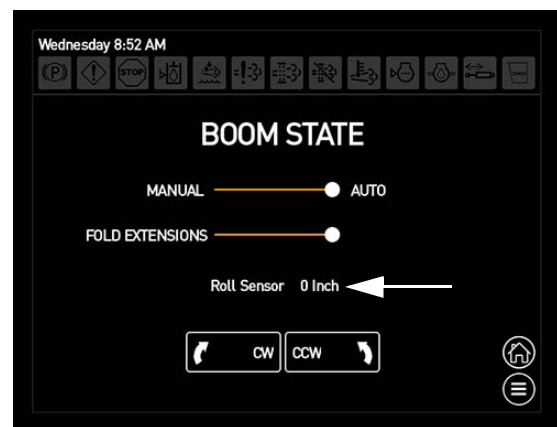 Wednesday 8:52 AM
(P) STOP
BOOM STATE
MANUAL AUTO
FOLD EXTENSIONS
Roll Sensor 0 Inch
CW CCW